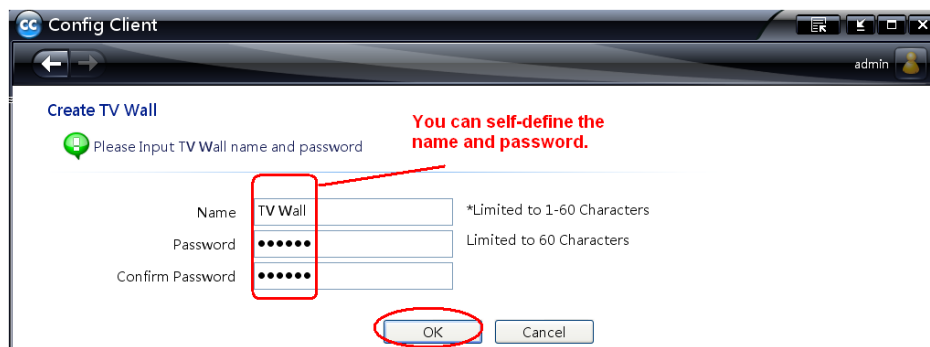 CC Config Client
admin
Create TV Wall
You can self-define the
name and password.
Please Input TV Wall name and password
Name TV Wall *Limited to 1-60 Characters
Password ●●●●●● Limited to 60 Characters
Confirm Password ●●●●●●
OK Cancel